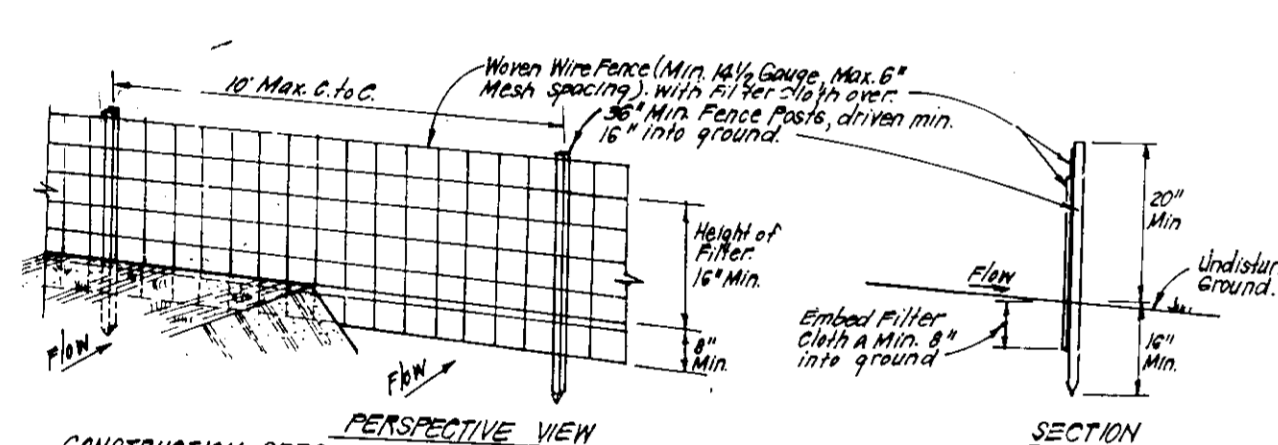 Woven Wire Fence (Min. 14½ Gauge, Max. 6"
Mesh spacing). with Filter cloth over.
36" Min. Fence Posts, driven min.
16" into ground.
10' Max. C. to C.
Height of
Filter.
16" Min.
8"
Min.
Flow
Flow
PERSPECTIVE VIEW
20"
Min
Flow
Undistur.
Ground.
Embed Filter
Cloth A Min. 8"
into ground
16"
Min.
SECTION
CONSTRUCTION